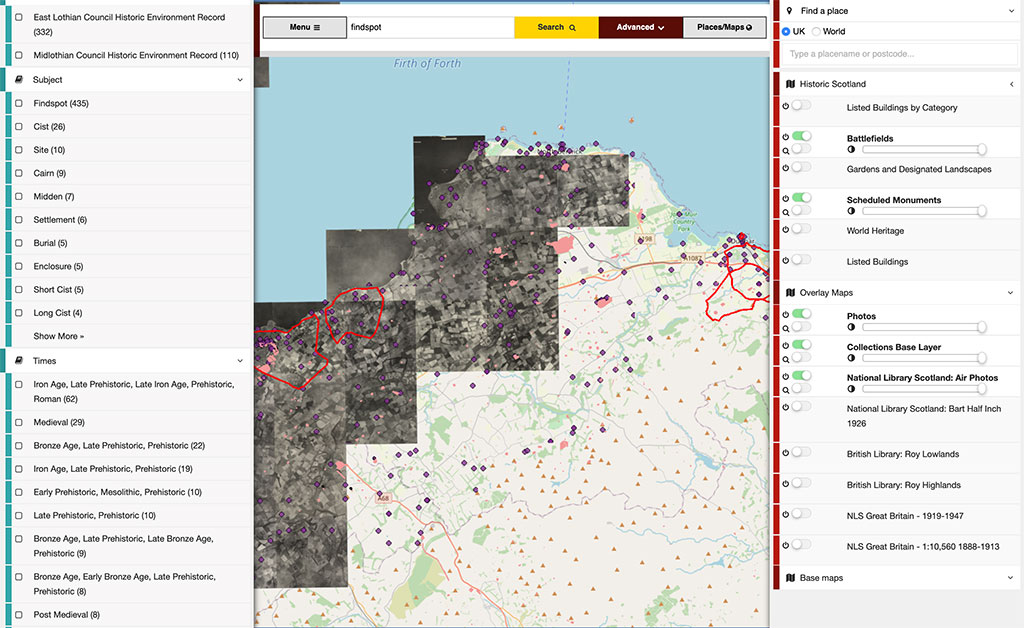 East Lothian Council Historic Environment Record
(332)
Midlothian Council Historic Environment Record (110)
Subject
Findspot (435)
Cist (26)
Site (10)
Cairn (9)
Midden (7)
Settlement (6)
Burial (5)
Enclosure (5)
Short Cist (5)
Long Cist (4)
Show More »
Times
Iron Age, Late Prehistoric, Late Iron Age, Prehistoric,
Roman (62)
Medieval (29)
Bronze Age, Late Prehistoric, Prehistoric (22)
Iron Age, Late Prehistoric, Prehistoric (19)
Early Prehistoric, Mesolithic, Prehistoric (10)
Late Prehistoric, Prehistoric (10)
Bronze Age, Late Prehistoric, Late Bronze Age,
Prehistoric (9)
Bronze Age, Early Bronze Age, Late Prehistoric,
Prehistoric (8)
Post Medieval (8)
Menu
findspot
Search
Advanced
Places/Maps
Firth of Forth
Country
Park
A198
A1087
A68
Find a place
UK
World
Type a placename or postcode...
Historic Scotland
Listed Buildings by Category
Battlefields
Gardens and Designated Landscapes
Scheduled Monuments
World Heritage
Listed Buildings
Overlay Maps
Photos
Collections Base Layer
National Library Scotland: Air Photos
National Library Scotland: Bart Half Inch
1926
British Library: Roy Lowlands
British Library: Roy Highlands
NLS Great Britain - 1919-1947
NLS Great Britain - 1:10,560 1888-1913
Base maps